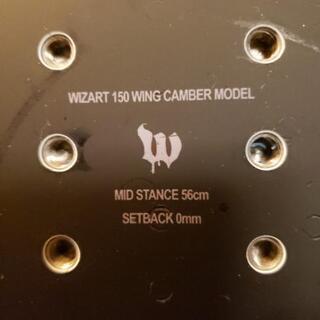 WIZART 150 WING CAMBER MODEL
W
MID STANCE 56cm
SETBACK 0mm